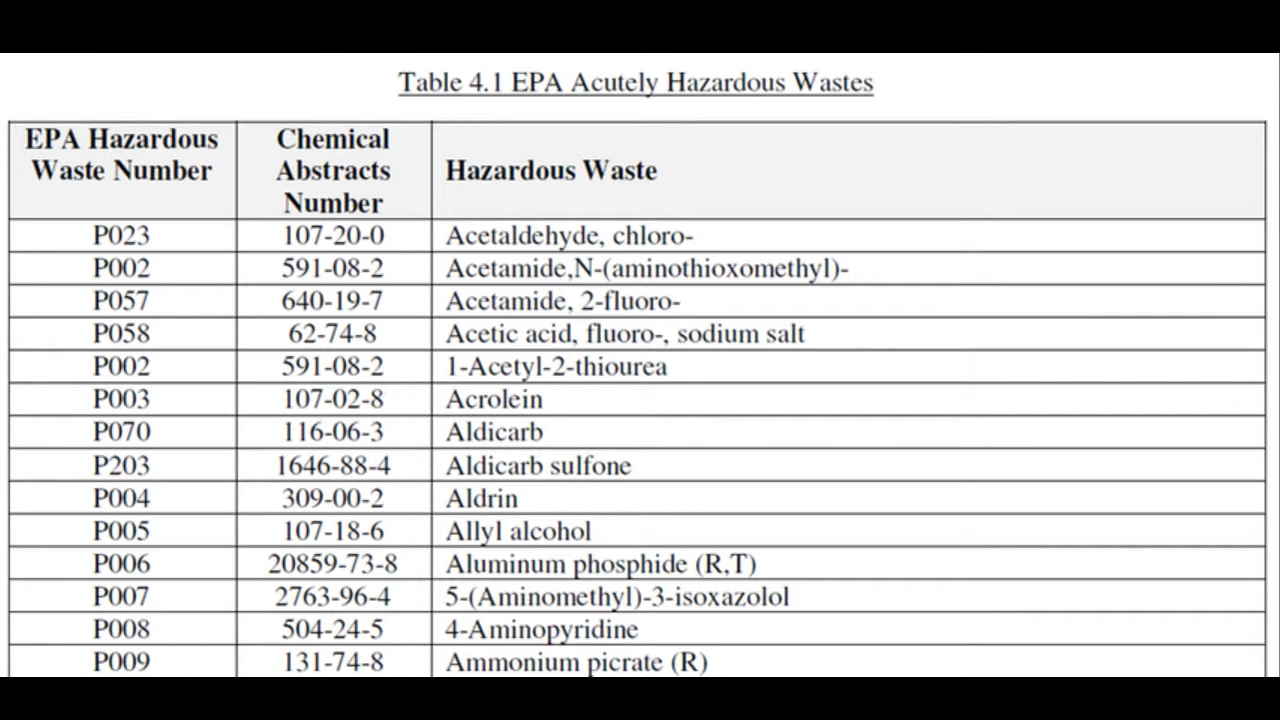 Table 4.1 EPA Acutely Hazardous Wastes
EPA Hazardous Waste Number Chemical Abstracts Number Hazardous Waste
P023 107-20-0 Acetaldehyde, chloro-
P002 591-08-2 Acetamide,N-(aminothioxomethyl)-
P057 640-19-7 Acetamide, 2-fluoro-
P058 62-74-8 Acetic acid, fluoro-, sodium salt
P002 591-08-2 1-Acetyl-2-thiourea
P003 107-02-8 Acrolein
P070 116-06-3 Aldicarb
P203 1646-88-4 Aldicarb sulfone
P004 309-00-2 Aldrin
P005 107-18-6 Allyl alcohol
P006 20859-73-8 Aluminum phosphide (R,T)
P007 2763-96-4 5-(Aminomethyl)-3-isoxazolol
P008 504-24-5 4-Aminopyridine
P009 131-74-8 Ammonium picrate (R)